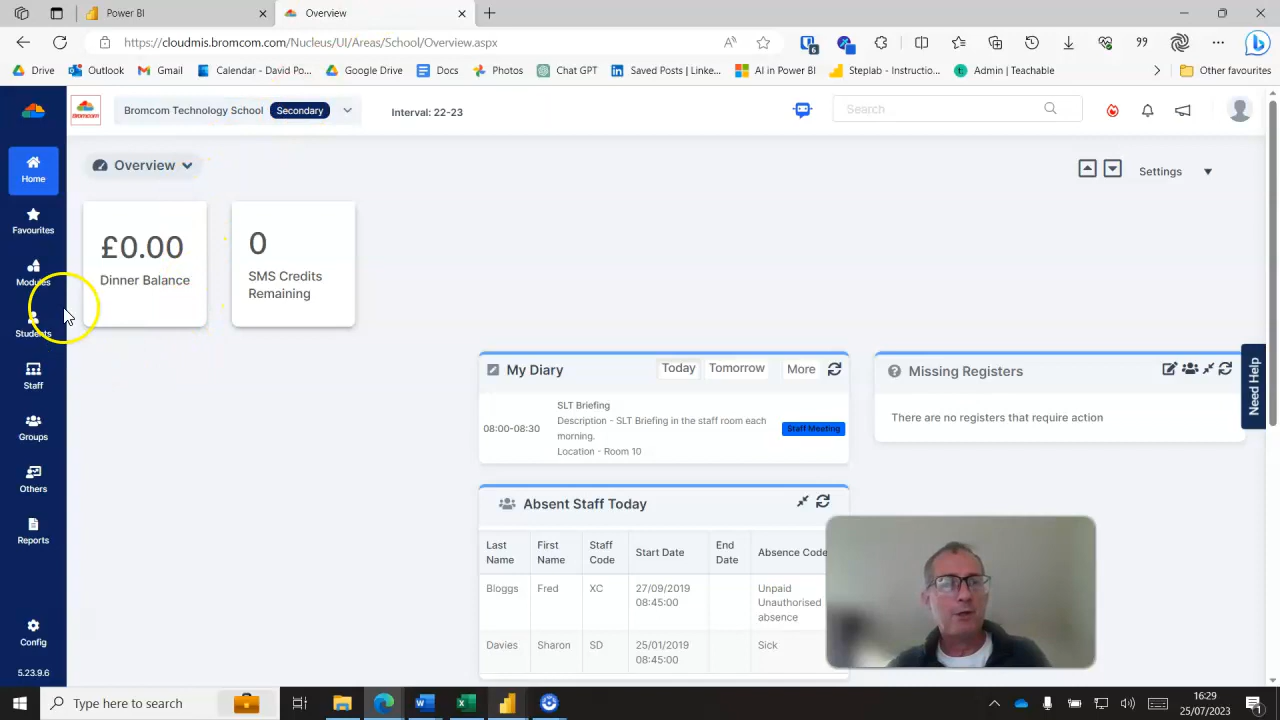 Power BI
Overview
https://cloudmis.bromcom.com/Nucleus/UI/Areas/School/Overview.aspx
Drive
Outlook
Gmail
Calendar - David Po...
Google Drive
Docs
Photos
Chat GPT
Saved Posts | Linke...
AI in Power BI
Steplab - Instructio...
Admin | Teachable
Other favourites
Bromcom Technology School
Secondary
Interval: 22-23
Search
Home
Favourites
Modules
Students
Staff
Groups
Others
Reports
Config
5.23.9.6
Overview
Settings
£0.00
Dinner Balance
0
SMS Credits
Remaining
My Diary
Today
Tomorrow
More
08:00-08:30
SLT Briefing
Description - SLT Briefing in the staff room each
morning.
Location - Room 10
Staff Meeting
Missing Registers
There are no registers that require action
Need Help
Absent Staff Today
Last
Name
First
Name
Staff
Code
Start Date
End
Date
Absence Code
Bloggs
Fred
XC
27/09/2019
08:45:00
Unpaid
Unauthorised
absence
Davies
Sharon
SD
25/01/2019
08:45:00
Sick
Type here to search
16:29
25/07/2023